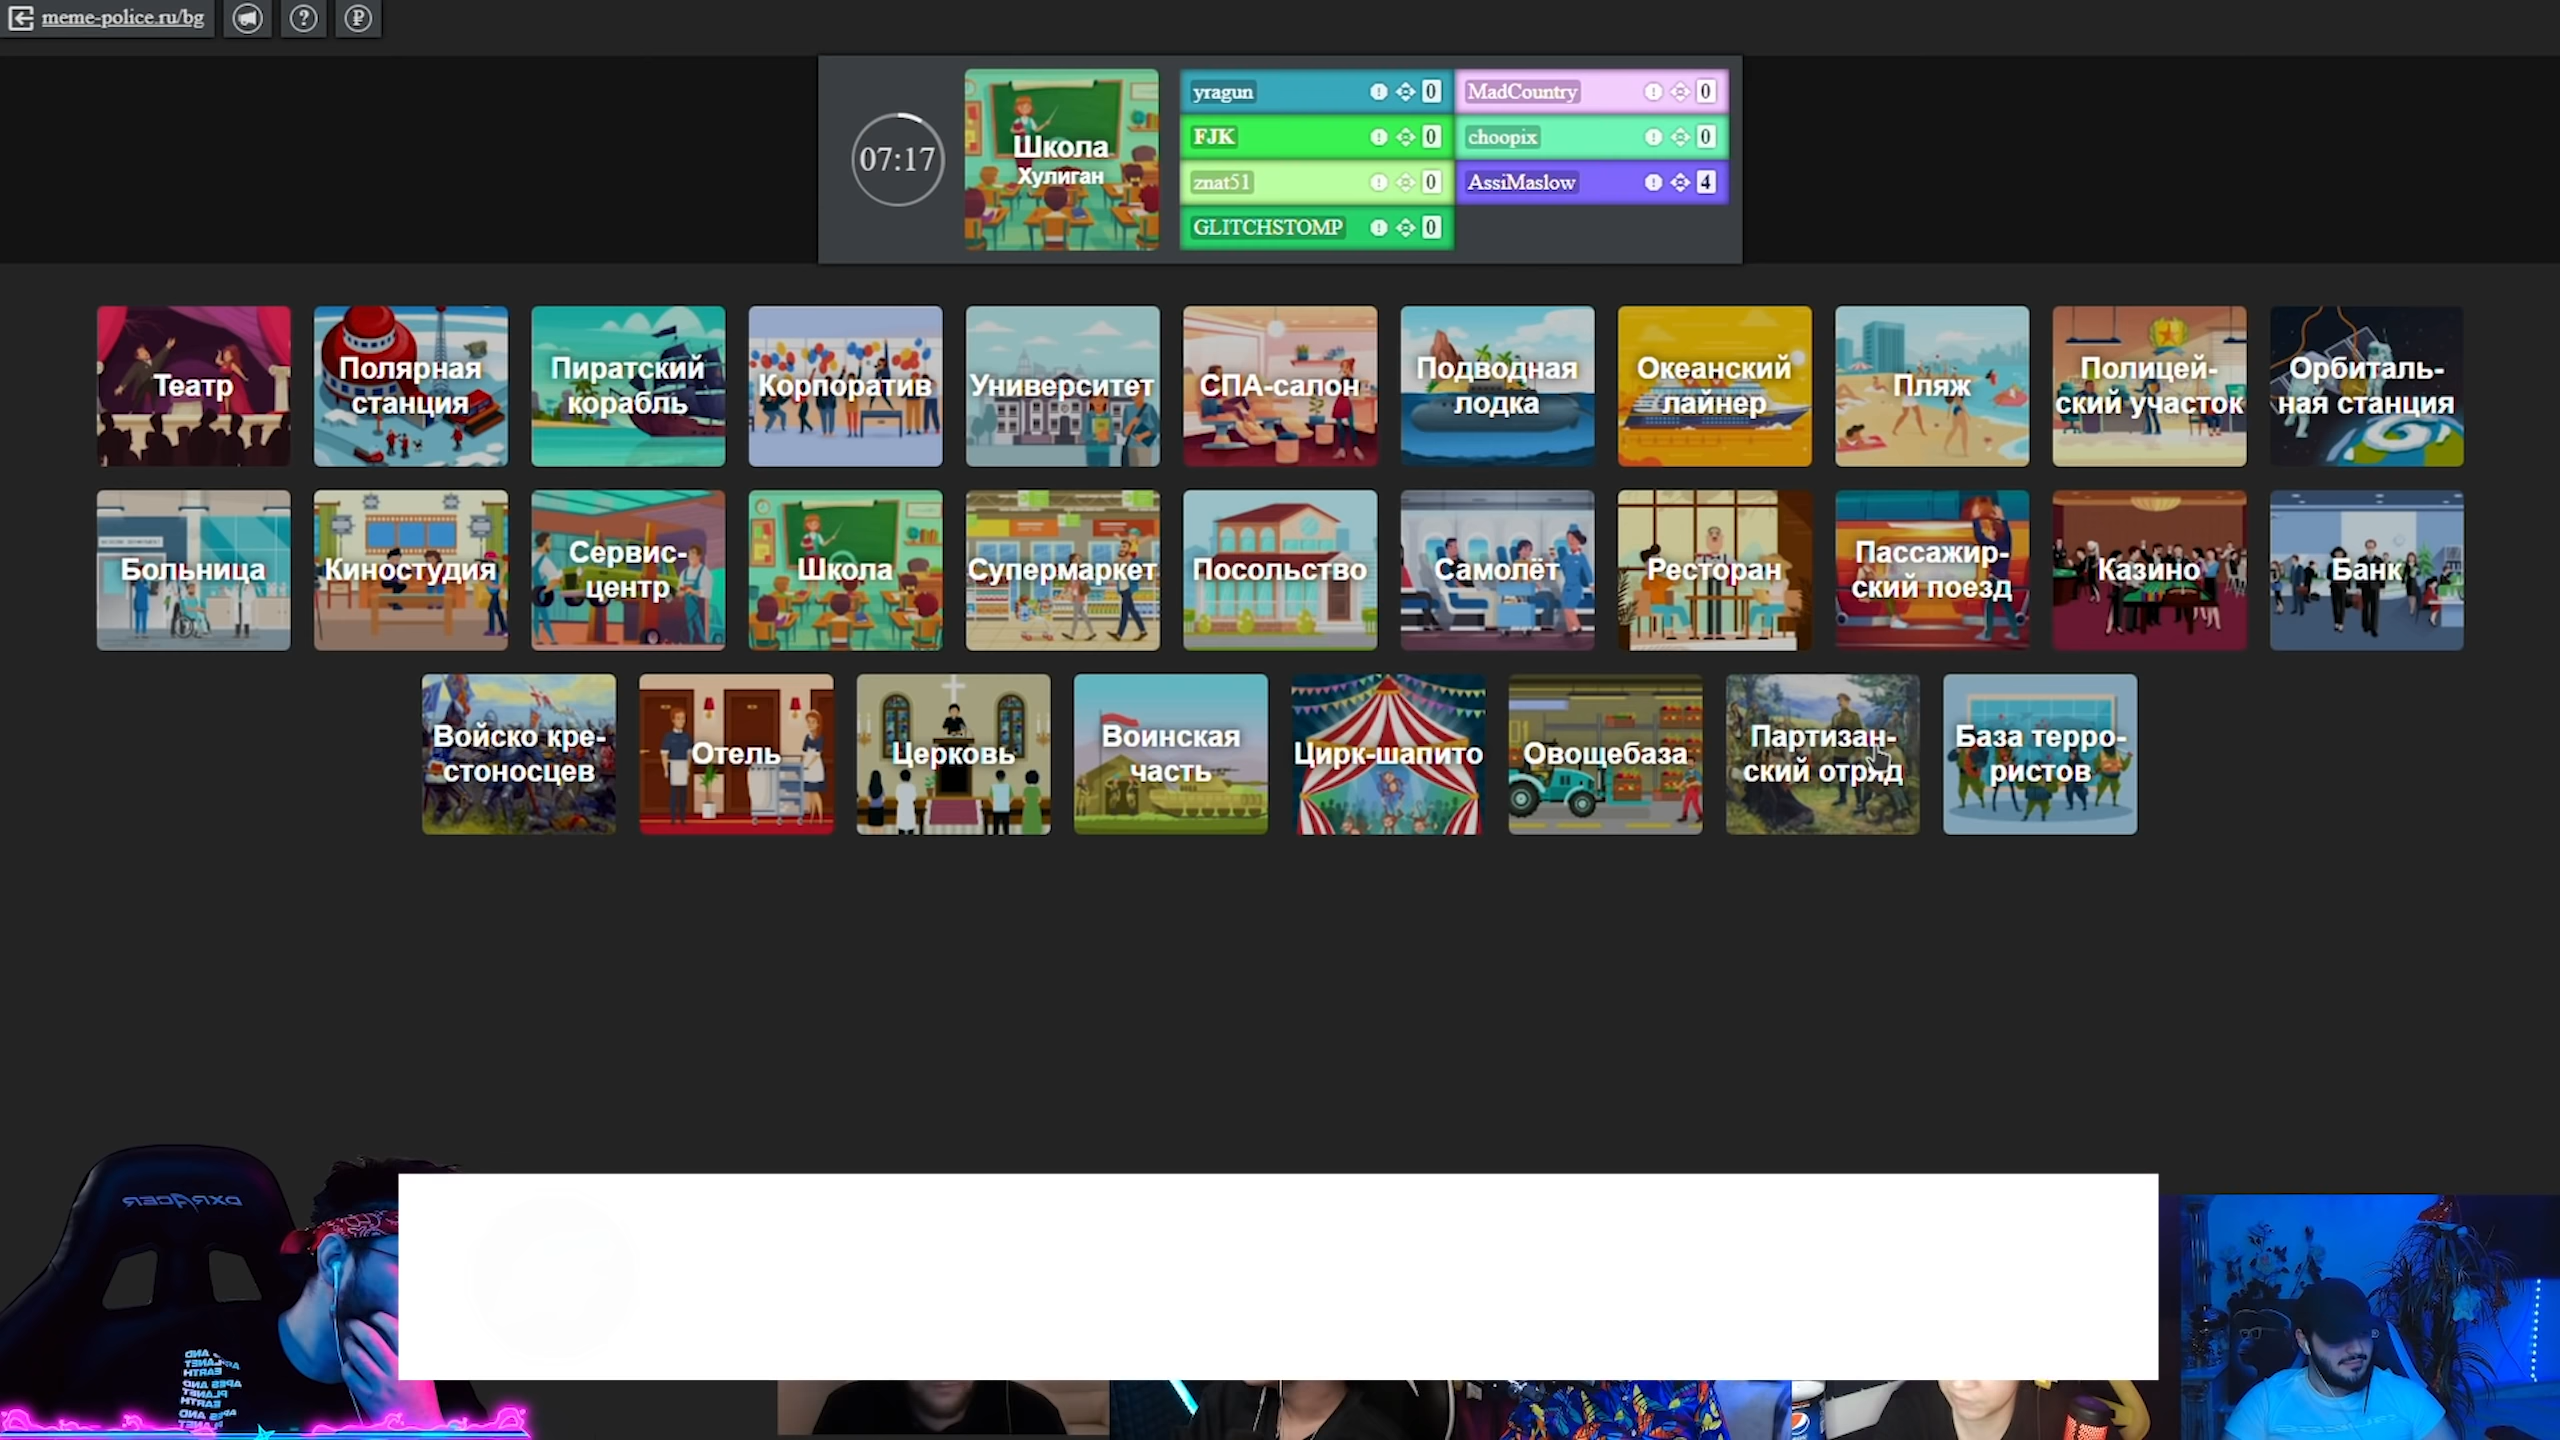 meme-police.ru/bg
?
₽
07:17
Школа
Хулиган
yragun 0
MadCountry 0
FJK 0
choopix 0
znat51 0
AssiMaslow 4
GLITCHSTOMP 0
Театр
Полярная
станция
Пиратский
корабль
Корпоратив
Университет
СПА-салон
Подводная
лодка
Океанский
лайнер
Пляж
Полицей-
ский участок
Орбиталь-
ная станция
Больница
Киностудия
Сервис-
центр
Школа
Супермаркет
Посольство
Самолёт
Ресторан
Пассажир-
ский поезд
Казино
Банк
Войско кре-
стоносцев
Отель
Церковь
Воинская
часть
Цирк-шапито
Овощебаза
Партизан-
ский отряд
База терро-
ристов
DXRACER